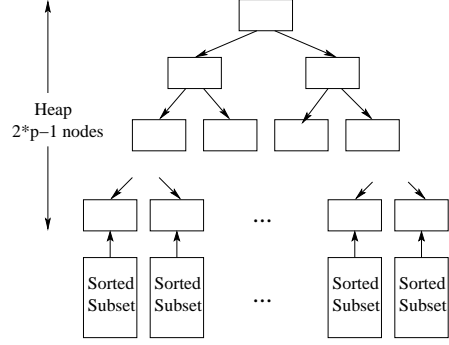 Heap
2*p−1 nodes
...
Sorted
Subset
Sorted
Subset
...
Sorted
Subset
Sorted
Subset